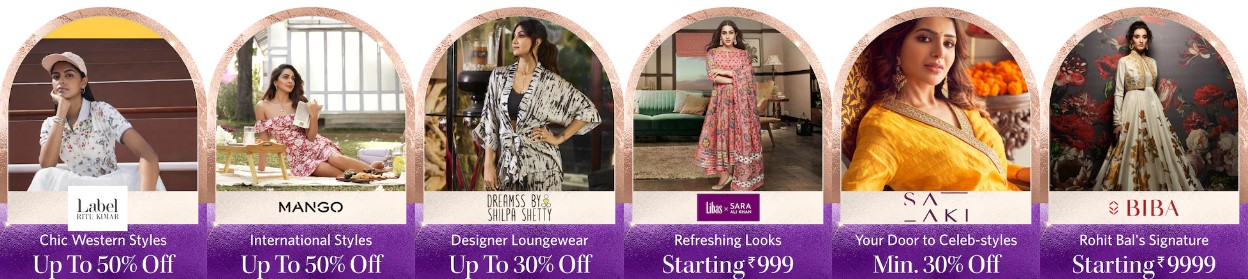 Label
RITU KUMAR
Chic Western Styles
Up To 50% Off
MANGO
International Styles
Up To 50% Off
DREAMSS BY
SHILPA SHETTY
Designer Loungewear
Up To 30% Off
Libas × SARA
ALI KHAN
Refreshing Looks
Starting ₹999
SA
AKI
Your Door to Celeb-styles
Min. 30% Off
BIBA
Rohit Bal's Signature
Starting ₹9999